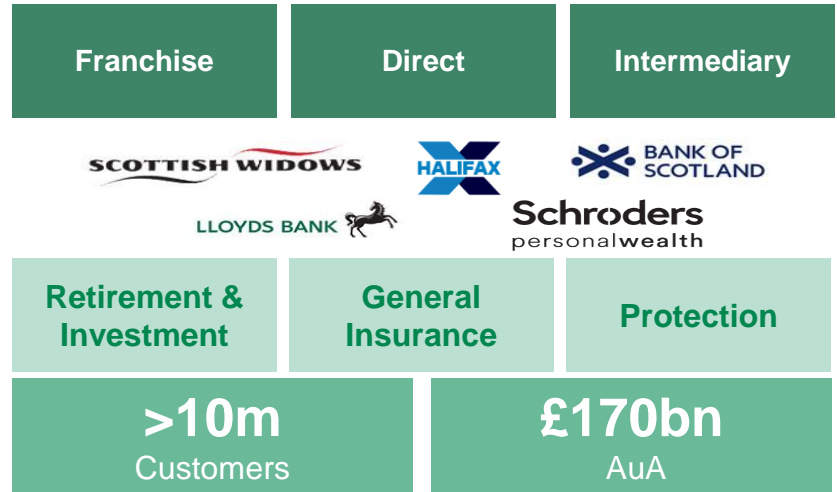 Franchise
Direct
Intermediary
SCOTTISH WIDOWS
HALIFAX
BANK OF
SCOTLAND
LLOYDS BANK
Schroders
personalwealth
Retirement &
Investment
General
Insurance
Protection
>10m
Customers
£170bn
AuA